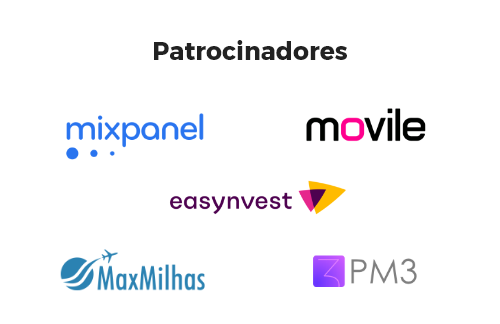 Patrocinadores
mixpanel
movile
easynvest
MaxMilhas
PM3